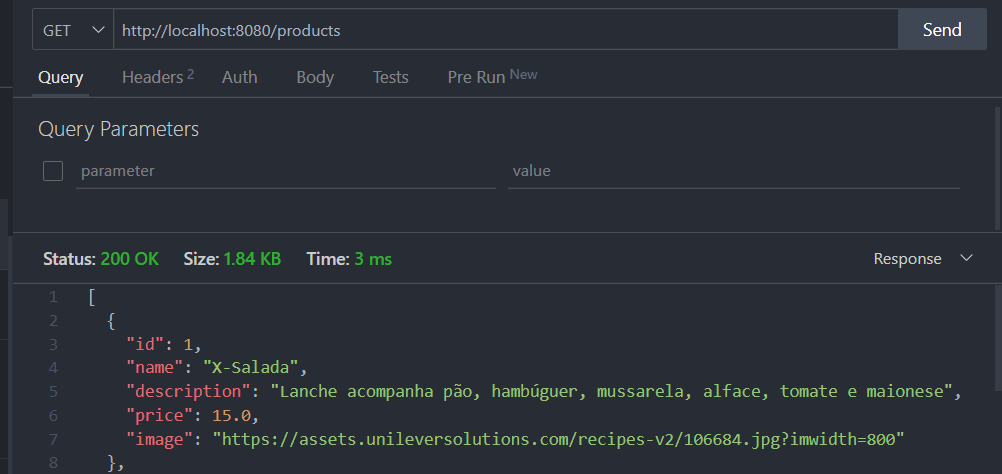 GET http://localhost:8080/products Send
Query Headers 2 Auth Body Tests Pre Run New
Query Parameters
parameter value
Status: 200 OK Size: 1.84 KB Time: 3 ms Response
1 [
2 {
3 "id": 1,
4 "name": "X-Salada",
5 "description": "Lanche acompanha pão, hambúguer, mussarela, alface, tomate e maionese",
6 "price": 15.0,
7 "image": "https://assets.unileversolutions.com/recipes-v2/106684.jpg?imwidth=800"
8 },